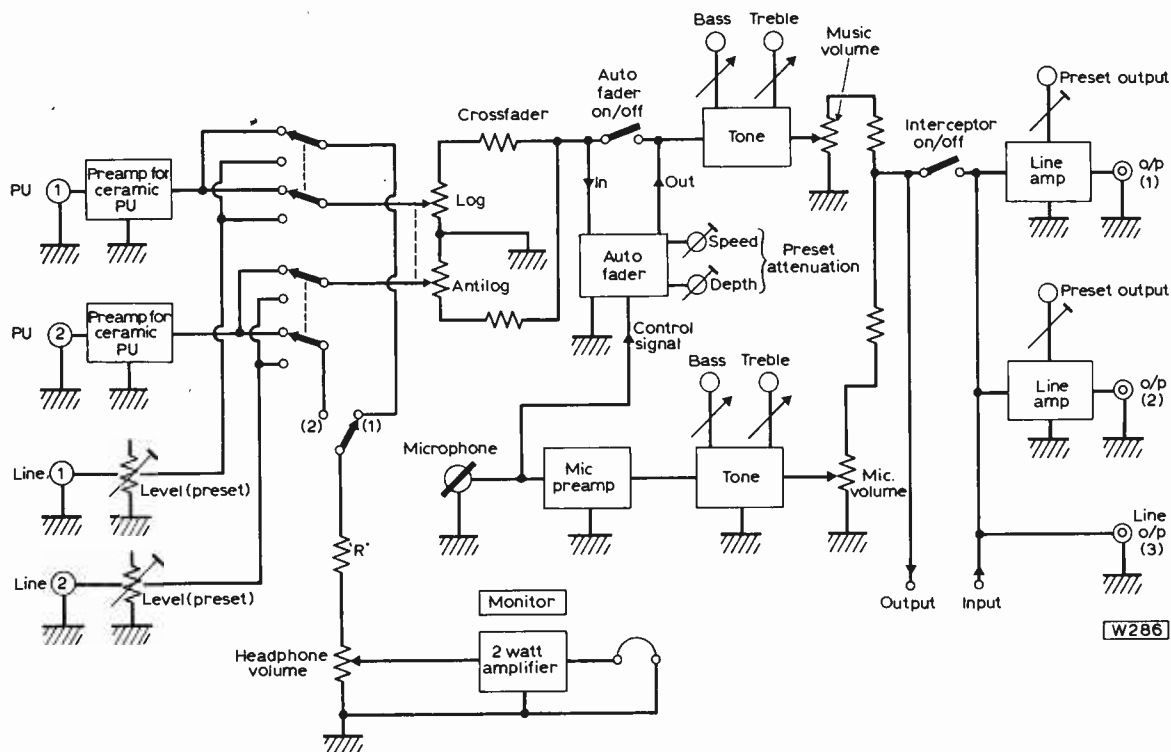 Bass
Treble
Music
volume
Auto
fader
on/off
Crossfader
Preset output
Tone
Interceptor
on/off
Line
amp
o/p
(1)
PU
1
Preamp for
ceramic
PU
Log
In
Out
Auto
fader
Speed
Depth
Preset
attenuation
Antilog
Preset output
PU
2
Preamp for
ceramic
PU
Control
signal
Bass
Treble
Line
amp
o/p
(2)
(2)
(1)
Line.
1
Level (preset)
Microphone
Mic
preamp
Tone
Mic.
volume
Line
o/p
(3)
'R'
Line
2
Level (preset)
Output
Input
Monitor
W286
Headphone
volume
2 watt
amplifier